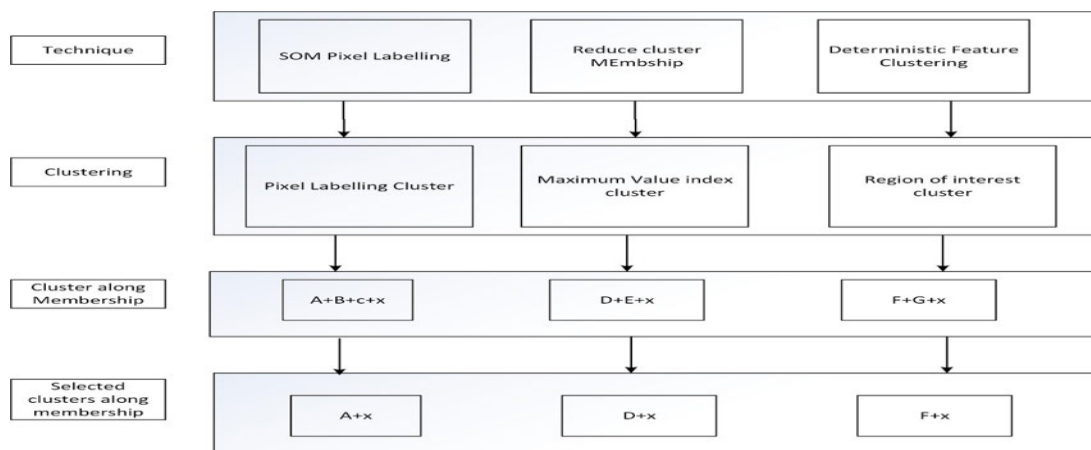 Technique
SOM Pixel Labelling
Reduce cluster
MEmbship
Deterministic Feature
Clustering
Clustering
Pixel Labelling Cluster
Maximum Value index
cluster
Region of interest
cluster
Cluster along
Membership
A+B+c+x
D+E+x
F+G+x
Selected
clusters along
membership
A+x
D+x
F+x